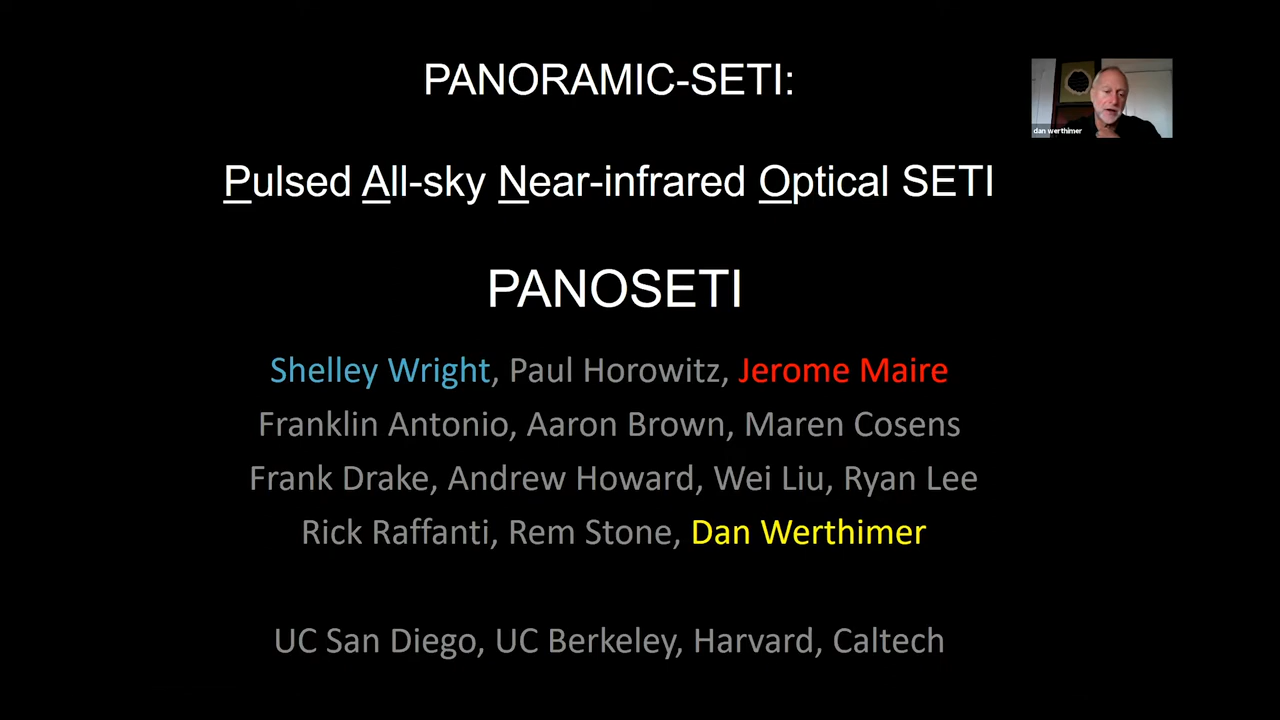 PANORAMIC-SETI:
dan werthimer
Pulsed All-sky Near-infrared Optical SETI
PANOSETI
Shelley Wright, Paul Horowitz, Jerome Maire
Franklin Antonio, Aaron Brown, Maren Cosens
Frank Drake, Andrew Howard, Wei Liu, Ryan Lee
Rick Raffanti, Rem Stone, Dan Werthimer
UC San Diego, UC Berkeley, Harvard, Caltech